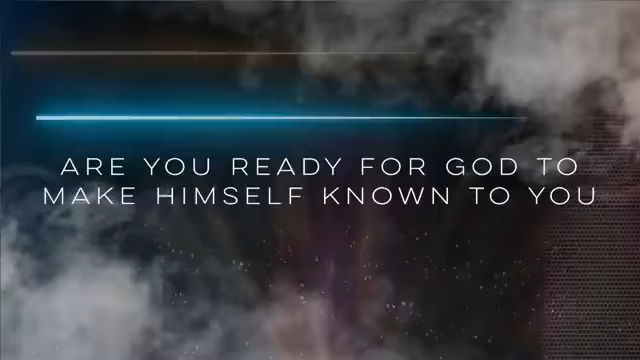 ARE YOU READY FOR GOD TO
MAKE HIMSELF KNOWN TO YOU